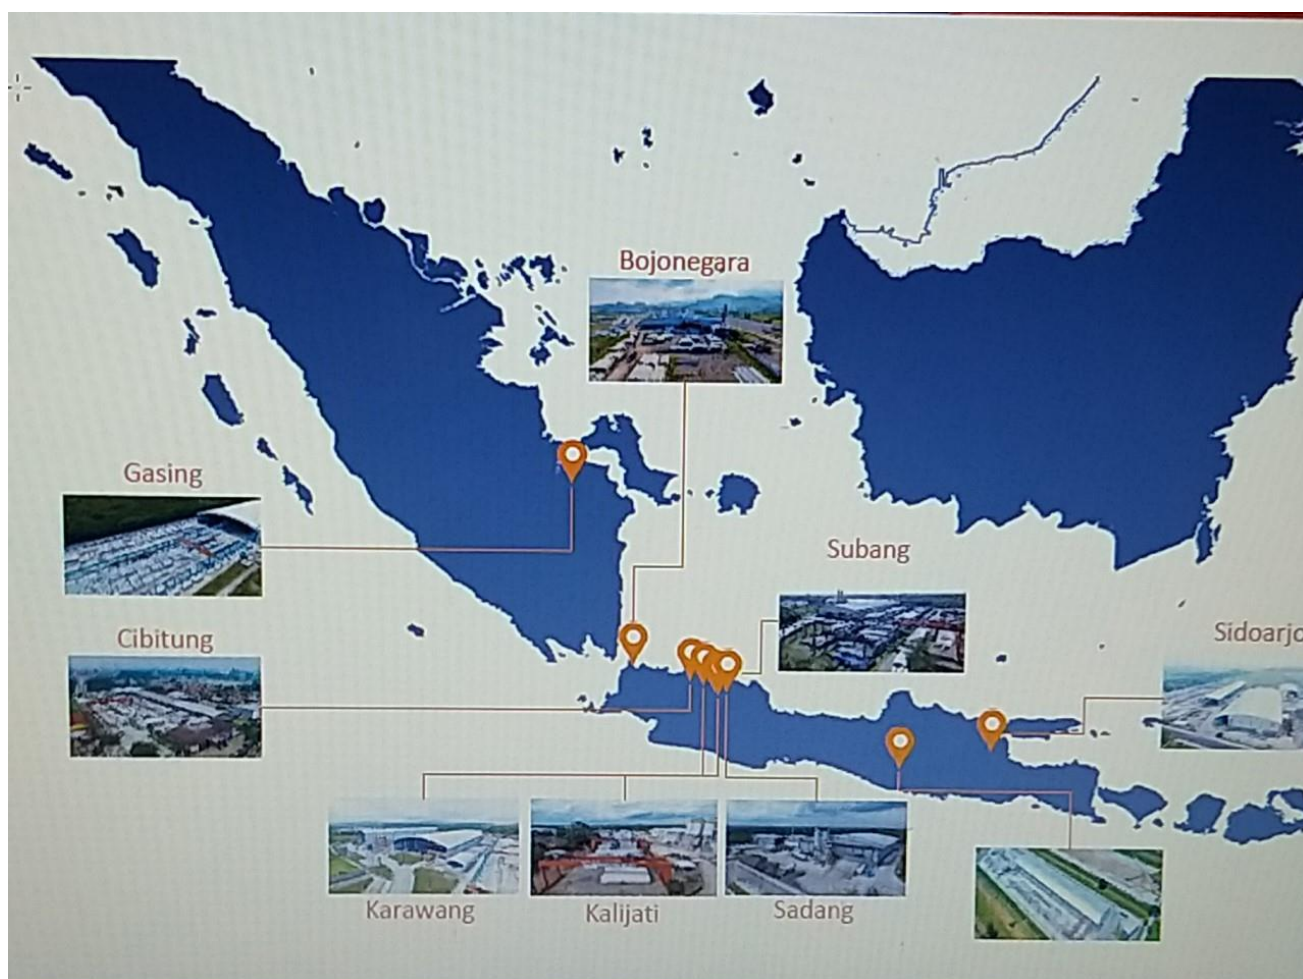 Bojonegara
Gasing
Subang
Cibitung
Sidoarjo
Karawang
Kalijati
Sadang